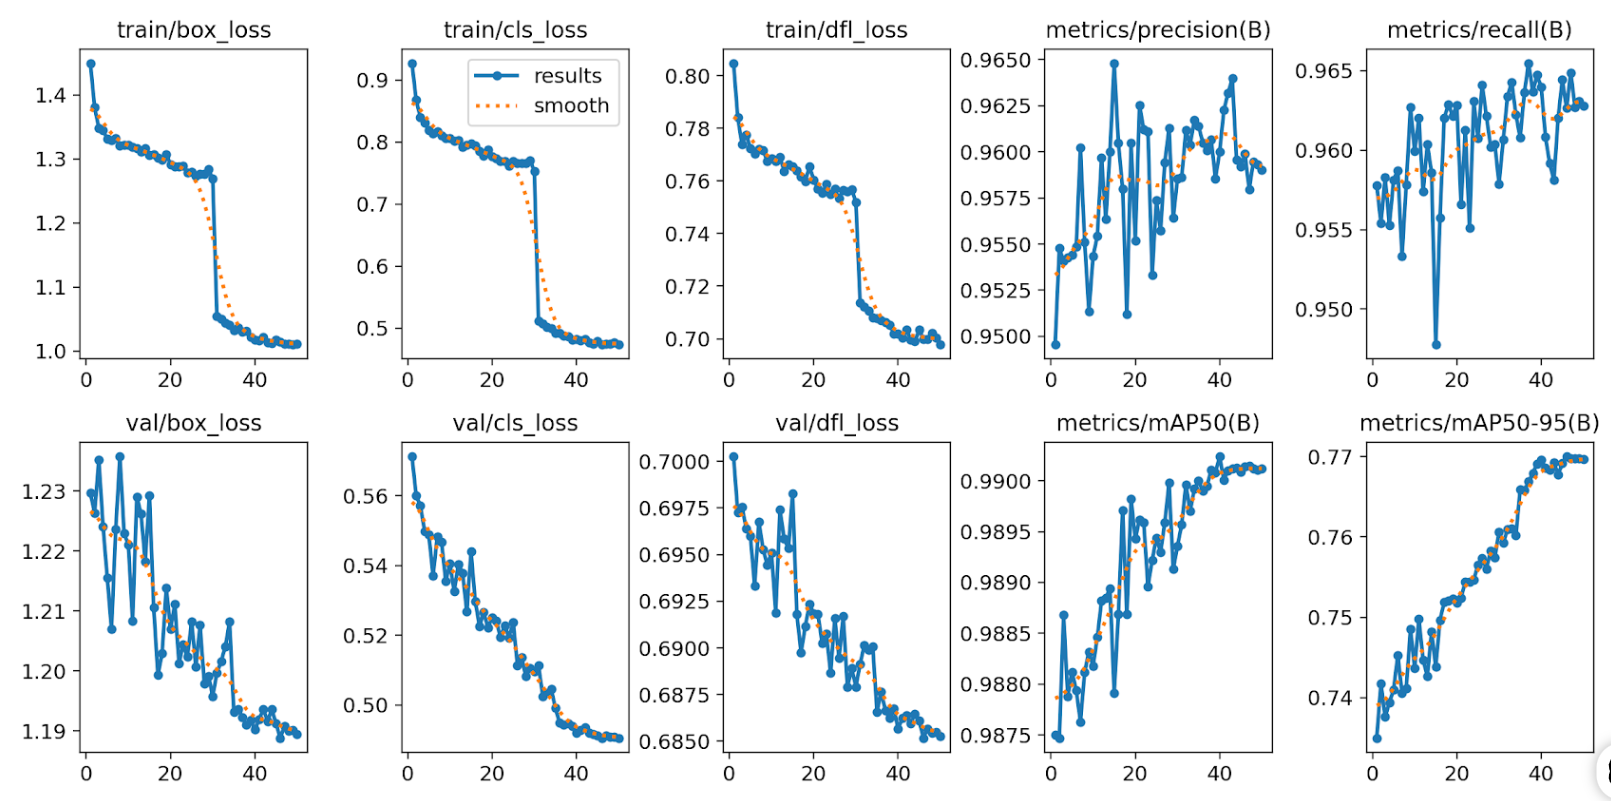 train/box_loss
train/cls_loss
train/dfl_loss
metrics/precision(B)
metrics/recall(B)
1.4
1.3
1.2
1.1
1.0
0 20 40
0.9
0.8
0.7
0.6
0.5
results
smooth
0 20 40
0.80
0.78
0.76
0.74
0.72
0.70
0 20 40
0.9650
0.9625
0.9600
0.9575
0.9550
0.9525
0.9500
0 20 40
0.965
0.960
0.955
0.950
0 20 40
val/box_loss
val/cls_loss
val/dfl_loss
metrics/mAP50(B)
metrics/mAP50-95(B)
1.23
1.22
1.21
1.20
1.19
0 20 40
0.56
0.54
0.52
0.50
0 20 40
0.7000
0.6975
0.6950
0.6925
0.6900
0.6875
0.6850
0 20 40
0.9900
0.9895
0.9890
0.9885
0.9880
0.9875
0 20 40
0.77
0.76
0.75
0.74
0 20 40